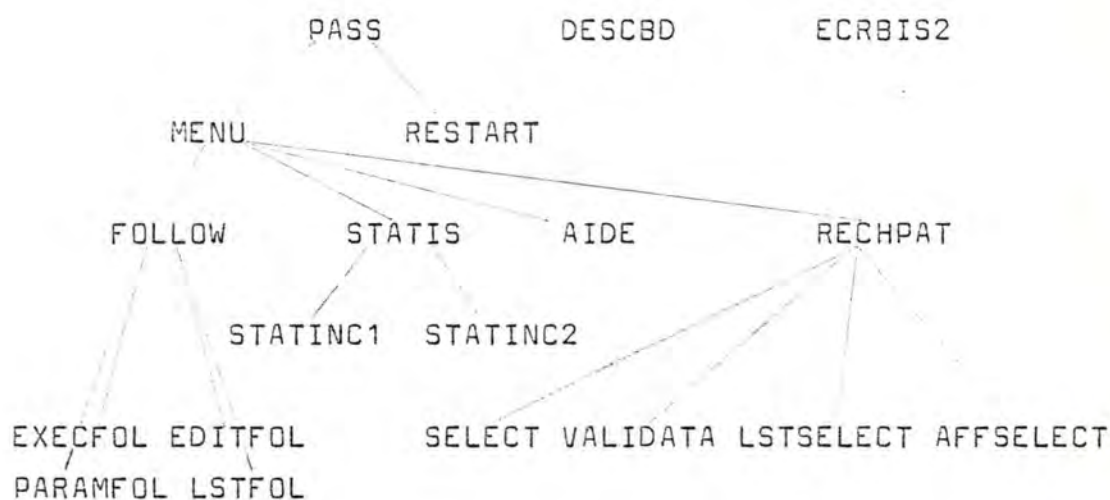 PASS DESCBD ECRBIS2
MENU RESTART
FOLLOW STATIS AIDE RECHPAT
STATINC1 STATINC2
EXECFOL EDITFOL SELECT VALIDATA LSTSELECT AFFSELECT
PARAMFOL LSTFOL